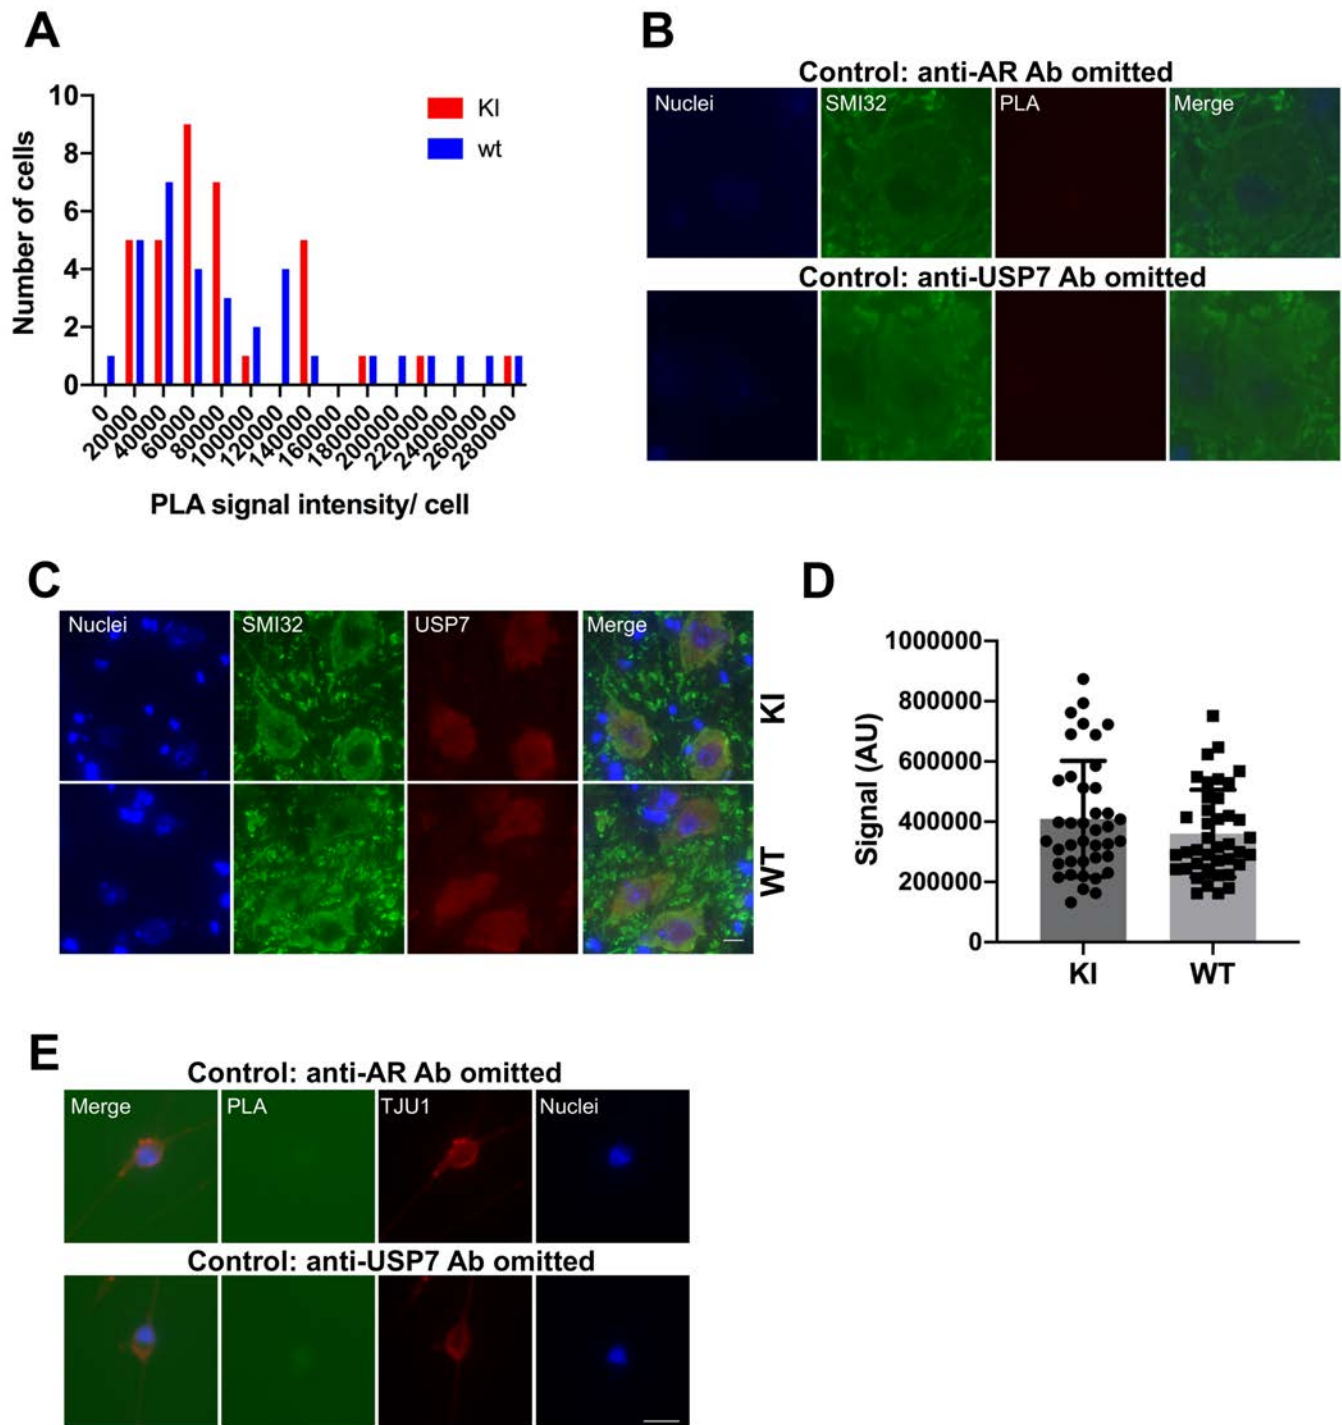 A
10
8
6
4
2
0
Number of cells
KI
wt
0
20000
40000
60000
80000
100000
120000
140000
160000
180000
200000
220000
240000
260000
280000
PLA signal intensity/ cell
B
Control: anti-AR Ab omitted
Nuclei SMI32 PLA Merge
Control: anti-USP7 Ab omitted
C
Nuclei SMI32 USP7 Merge
KI
WT
D
1000000
800000
600000
400000
200000
0
Signal (AU)
KI WT
E
Control: anti-AR Ab omitted
Merge PLA TJU1 Nuclei
Control: anti-USP7 Ab omitted